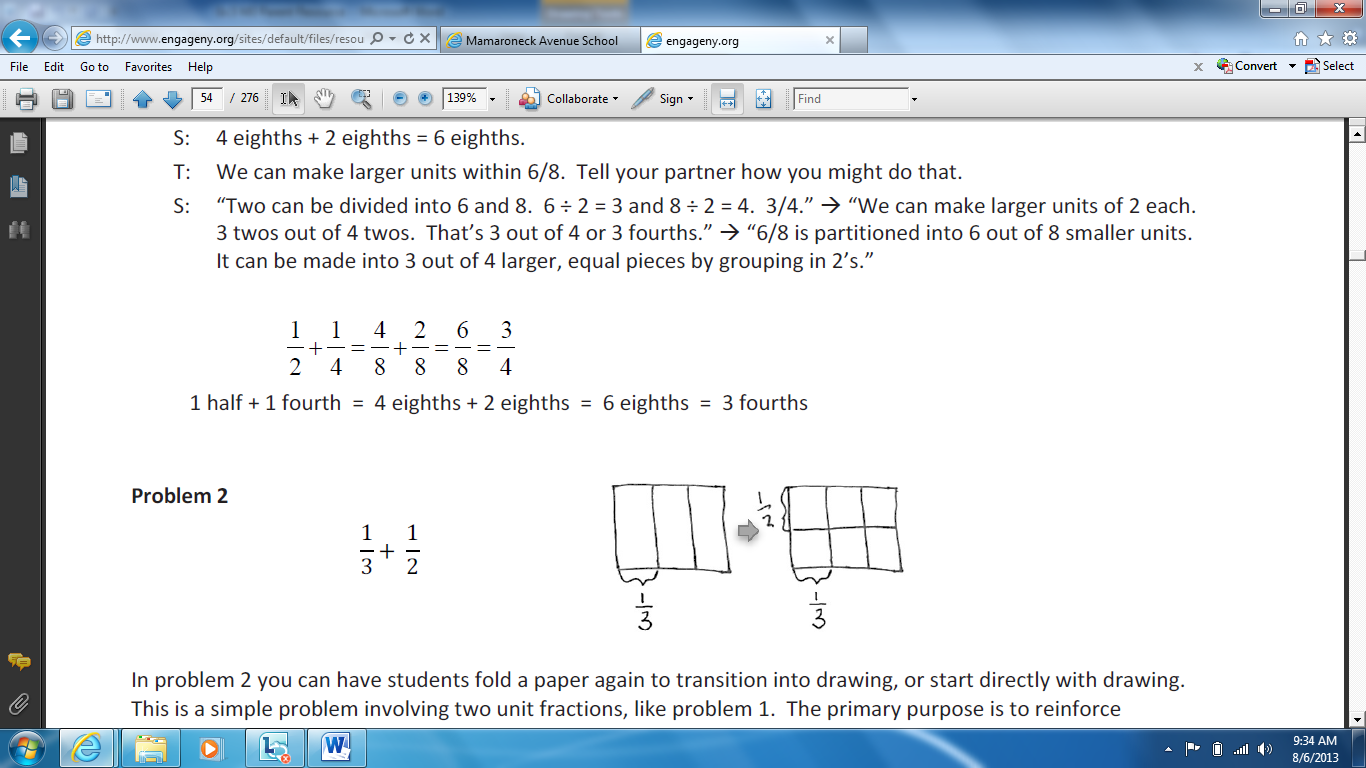 http://www.engageny.org/sites/default/files/resou
Mamaroneck Avenue School
engageny.org
File Edit Go to Favorites Help
x Convert Select
54 / 276 139% Collaborate Sign Find
S: 4 eighths + 2 eighths = 6 eighths.
T: We can make larger units within 6/8. Tell your partner how you might do that.
S: “Two can be divided into 6 and 8. 6 ÷ 2 = 3 and 8 ÷ 2 = 4. 3/4.” → “We can make larger units of 2 each.
3 twos out of 4 twos. That’s 3 out of 4 or 3 fourths.” → “6/8 is partitioned into 6 out of 8 smaller units.
It can be made into 3 out of 4 larger, equal pieces by grouping in 2’s.”
1/2 + 1/4 = 4/8 + 2/8 = 6/8 = 3/4
1 half + 1 fourth = 4 eighths + 2 eighths = 6 eighths = 3 fourths
Problem 2
1/3 + 1/2
1/2
1/3
1/3
In problem 2 you can have students fold a paper again to transition into drawing, or start directly with drawing.
This is a simple problem involving two unit fractions, like problem 1. The primary purpose is to reinforce
9:34 AM
8/6/2013